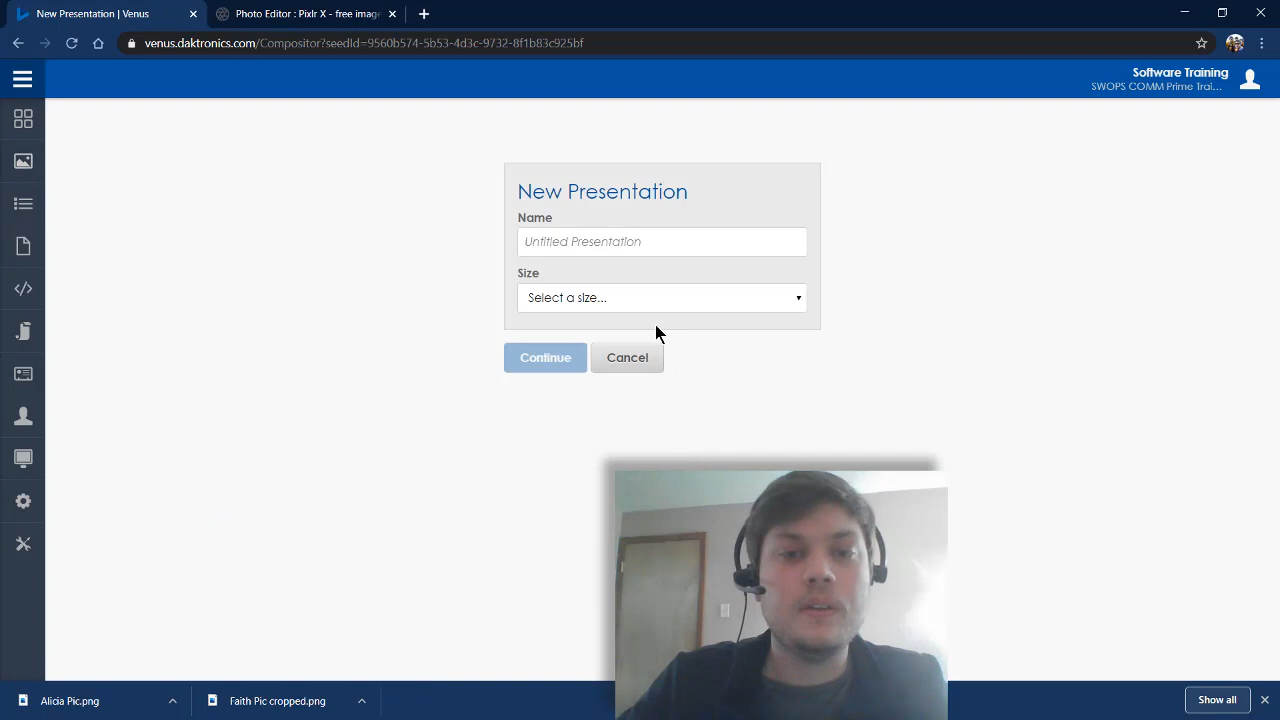 New Presentation | Venus
Photo Editor : Pixlr X - free image
venus.daktronics.com/Compositor?seedId=9560b574-5b53-4d3c-9732-8f1b83c925bf
Software Training
SWOPS COMM Prime Trai...
New Presentation
Name
Untitled Presentation
Size
Select a size...
Continue
Cancel
Alicia Pic.png
Faith Pic cropped.png
Show all